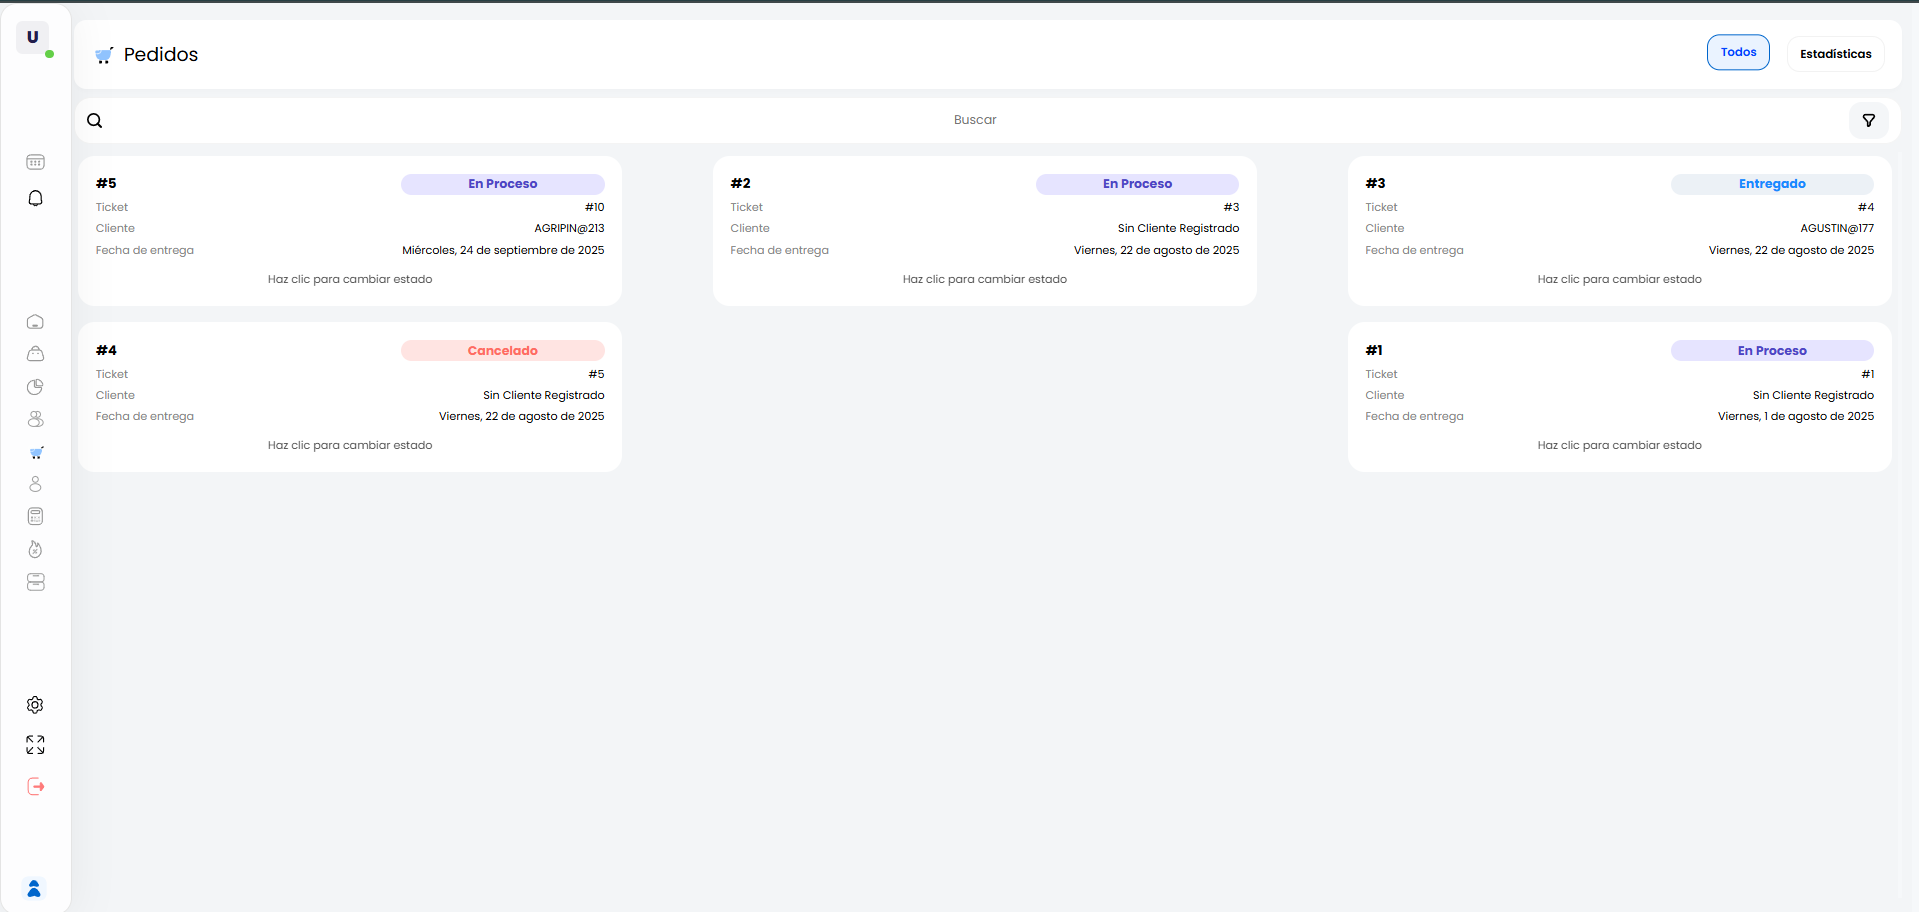 U
Pedidos
Todos
Estadísticas
Buscar
#5
En Proceso
Ticket
#10
Cliente
AGRIPIN@213
Fecha de entrega
Miércoles, 24 de septiembre de 2025
Haz clic para cambiar estado
#2
En Proceso
Ticket
#3
Cliente
Sin Cliente Registrado
Fecha de entrega
Viernes, 22 de agosto de 2025
Haz clic para cambiar estado
#3
Entregado
Ticket
#4
Cliente
AGUSTIN@177
Fecha de entrega
Viernes, 22 de agosto de 2025
Haz clic para cambiar estado
#4
Cancelado
Ticket
#5
Cliente
Sin Cliente Registrado
Fecha de entrega
Viernes, 22 de agosto de 2025
Haz clic para cambiar estado
#1
En Proceso
Ticket
#1
Cliente
Sin Cliente Registrado
Fecha de entrega
Viernes, 1 de agosto de 2025
Haz clic para cambiar estado